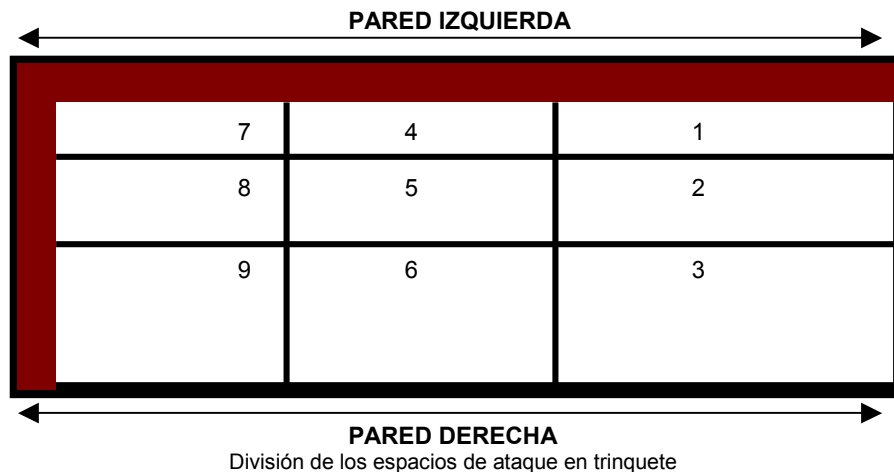 PARED IZQUIERDA
7 4 1
8 5 2
9 6 3
PARED DERECHA
División de los espacios de ataque en trinquete